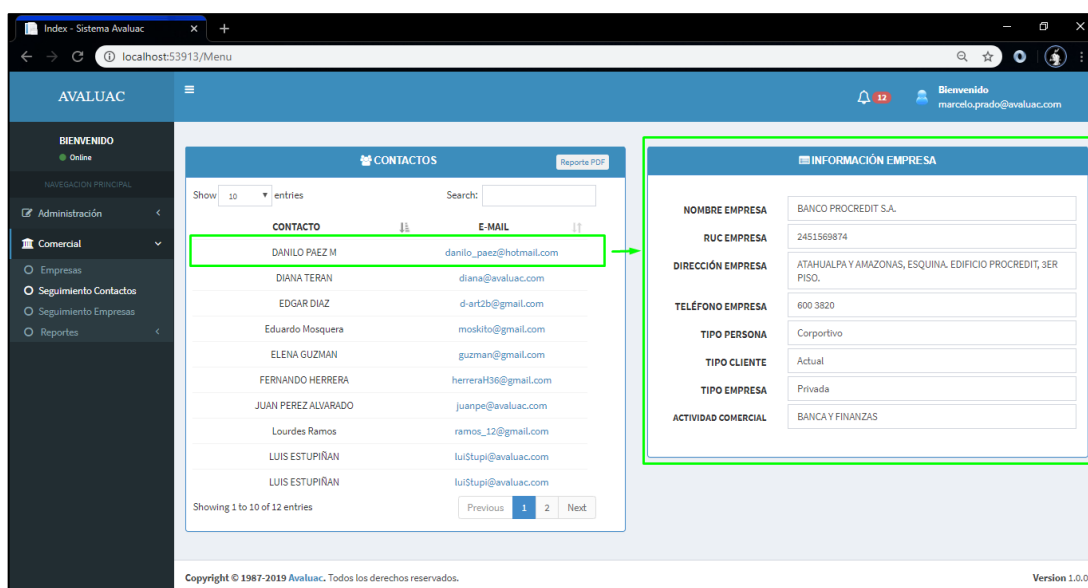 Index - Sistema Avaluac
localhost:53913/Menu
AVALUAC
12
Bienvenido
marcelo.prado@avaluac.com
BIENVENIDO
Online
NAVEGACION PRINCIPAL
Administración
Comercial
Empresas
Seguimiento Contactos
Seguimiento Empresas
Reportes
CONTACTOS
Reporte PDF
Show 10 entries
Search:
CONTACTO E-MAIL
DANILO PAEZ M danilo_paez@hotmail.com
DIANA TERAN diana@avaluac.com
EDGAR DIAZ d-art2b@gmail.com
Eduardo Mosquera moskito@gmail.com
ELENA GUZMAN guzman@gmail.com
FERNANDO HERRERA herreraH36@gmail.com
JUAN PEREZ ALVARADO juanpe@avaluac.com
Lourdes Ramos ramos_12@gmail.com
LUIS ESTUPIÑAN lui$tupi@avaluac.com
LUIS ESTUPIÑAN lui$tupi@avaluac.com
Showing 1 to 10 of 12 entries
Previous 1 2 Next
INFORMACIÓN EMPRESA
NOMBRE EMPRESA BANCO PROCREDIT S.A.
RUC EMPRESA 2451569874
DIRECCIÓN EMPRESA ATAHUALPA Y AMAZONAS, ESQUINA. EDIFICIO PROCREDIT, 3ER
PISO.
TELÉFONO EMPRESA 600 3820
TIPO PERSONA Corportivo
TIPO CLIENTE Actual
TIPO EMPRESA Privada
ACTIVIDAD COMERCIAL BANCA Y FINANZAS
Copyright © 1987-2019 Avaluac. Todos los derechos reservados.
Version 1.0.0